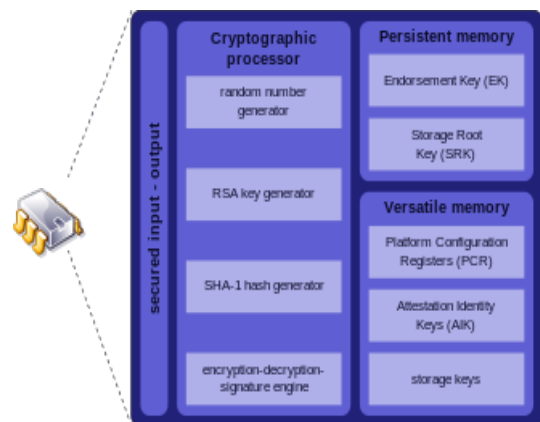 secured input - output
Cryptographic
processor
random number
generator
RSA key generator
SHA-1 hash generator
encryption-decryption-
signature engine
Persistent memory
Endorsement Key (EK)
Storage Root
Key (SRK)
Versatile memory
Platform Configuration
Registers (PCR)
Attestation Identity
Keys (AIK)
storage keys